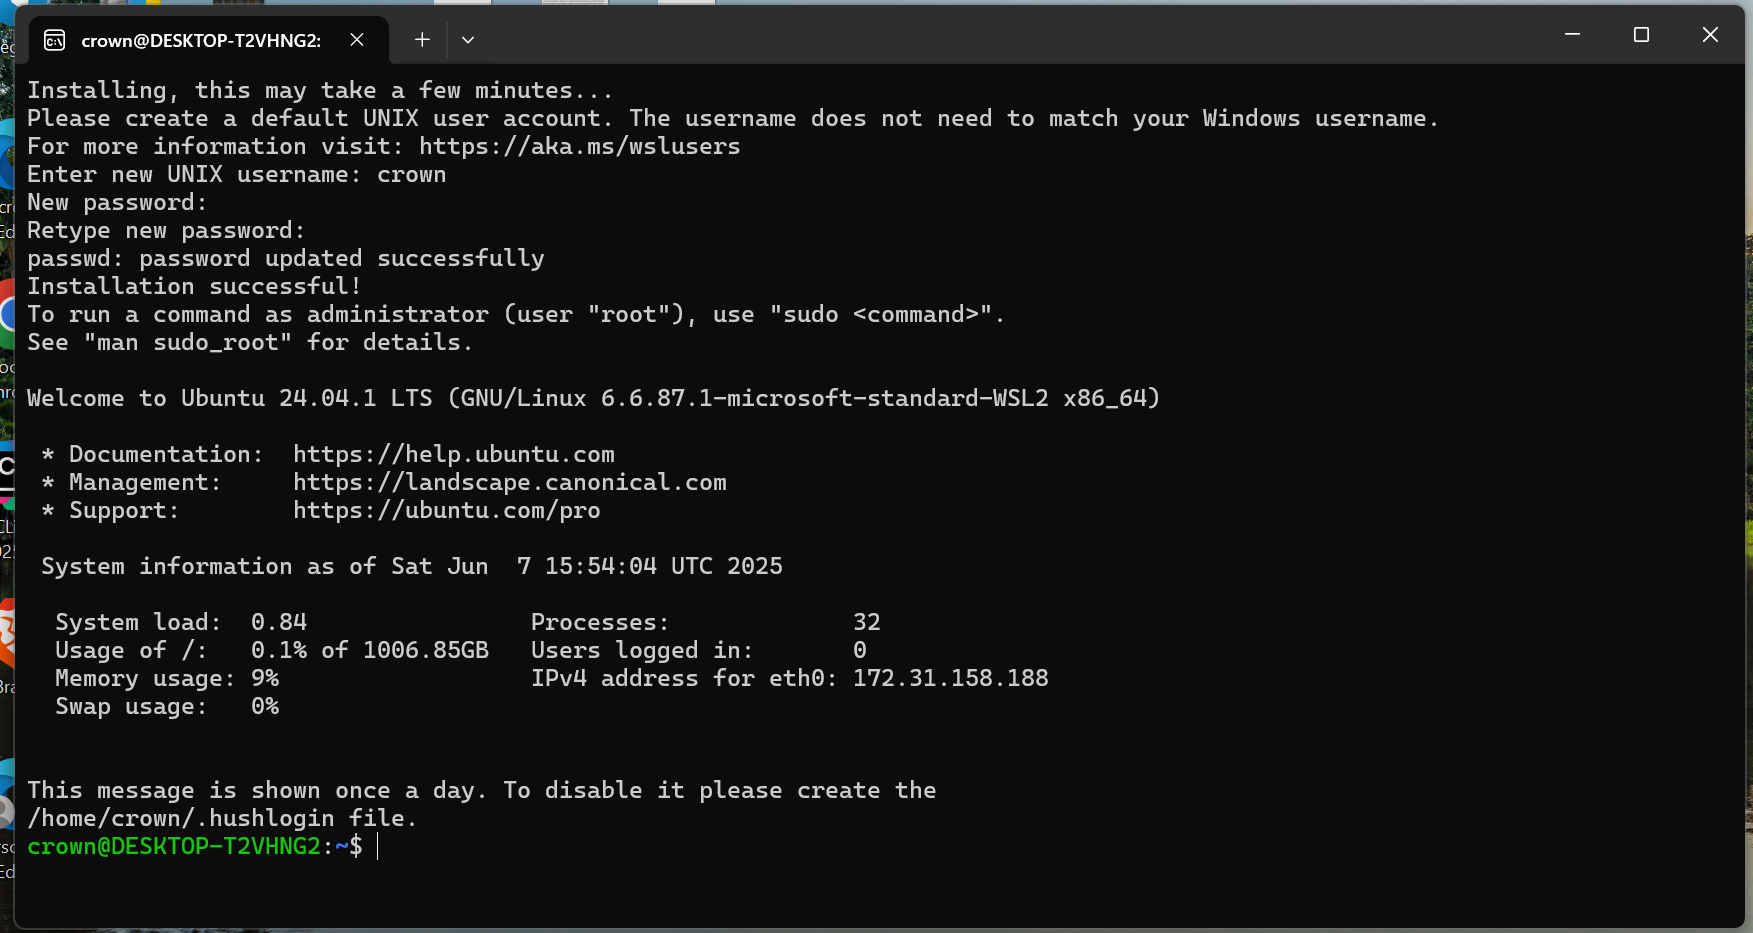 crown@DESKTOP-T2VHNG2:
Installing, this may take a few minutes...
Please create a default UNIX user account. The username does not need to match your Windows username.
For more information visit: https://aka.ms/wslusers
Enter new UNIX username: crown
New password:
Retype new password:
passwd: password updated successfully
Installation successful!
To run a command as administrator (user "root"), use "sudo <command>".
See "man sudo_root" for details.
Welcome to Ubuntu 24.04.1 LTS (GNU/Linux 6.6.87.1-microsoft-standard-WSL2 x86_64)
* Documentation:  https://help.ubuntu.com
* Management:     https://landscape.canonical.com
* Support:        https://ubuntu.com/pro
System information as of Sat Jun  7 15:54:04 UTC 2025
System load:  0.84                Processes:             32
Usage of /:   0.1% of 1006.85GB   Users logged in:       0
Memory usage: 9%                  IPv4 address for eth0: 172.31.158.188
Swap usage:   0%
This message is shown once a day. To disable it please create the
/home/crown/.hushlogin file.
crown@DESKTOP-T2VHNG2:~$